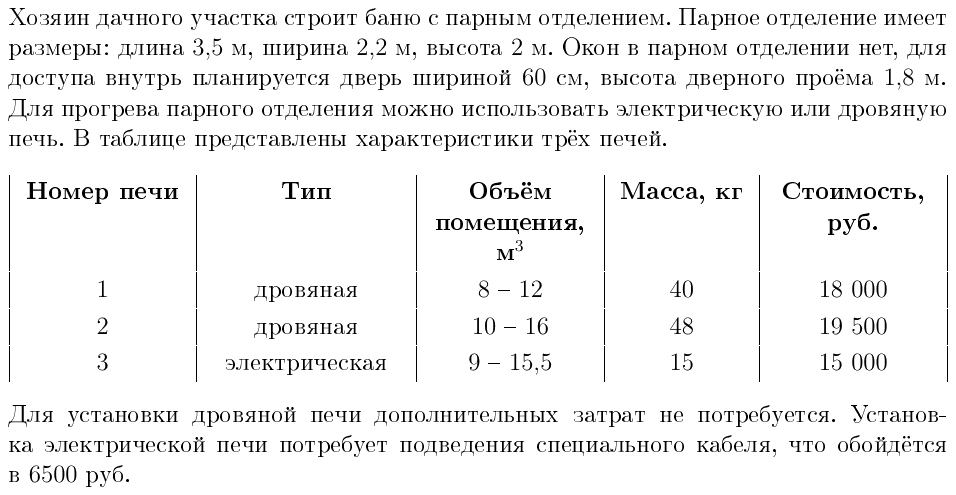 Хозяин дачного участка строит баню с парным отделением. Парное отделение имеет
размеры: длина 3,5 м, ширина 2,2 м, высота 2 м. Окон в парном отделении нет, для
доступа внутрь планируется дверь шириной 60 см, высота дверного проёма 1,8 м.
Для прогрева парного отделения можно использовать электрическую или дровяную
печь. В таблице представлены характеристики трёх печей.
Номер печи Тип Объём помещения, м³ Масса, кг Стоимость, руб.
1 дровяная 8 – 12 40 18 000
2 дровяная 10 – 16 48 19 500
3 электрическая 9 – 15,5 15 15 000
Для установки дровяной печи дополнительных затрат не потребуется. Установ-
ка электрической печи потребует подведения специального кабеля, что обойдётся
в 6500 руб.